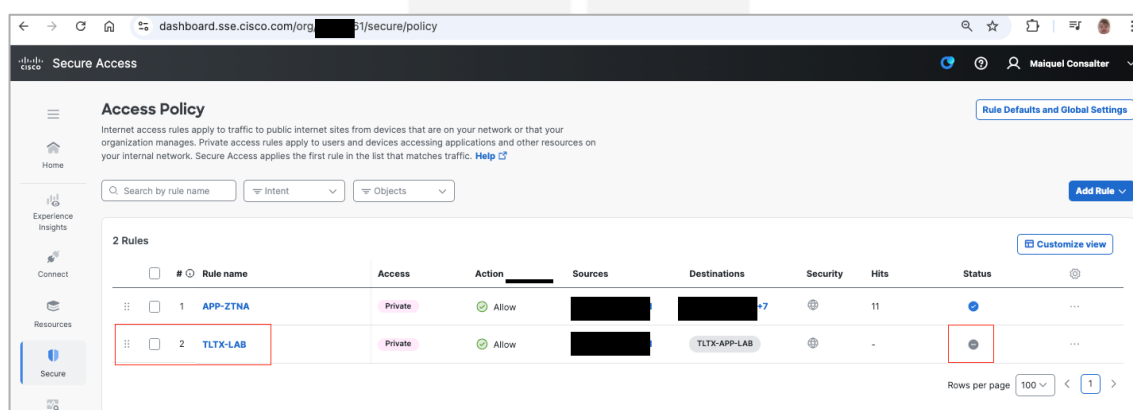 dashboard.sse.cisco.com/org 61/secure/policy
cisco Secure Access
Maiquel Consalter
Access Policy
Rule Defaults and Global Settings
Internet access rules apply to traffic to public internet sites from devices that are on your network or that your
organization manages. Private access rules apply to users and devices accessing applications and other resources on
your internal network. Secure Access applies the first rule in the list that matches traffic. Help
Home
Search by rule name
Intent
Objects
Add Rule
Experience
Insights
2 Rules
Customize view
Connect
# Rule name Access Action Sources Destinations Security Hits Status
1 APP-ZTNA Private Allow +7 11 ...
Resources
2 TLTX-LAB Private Allow TLTX-APP-LAB - ...
Secure
Rows per page 100 < 1 >